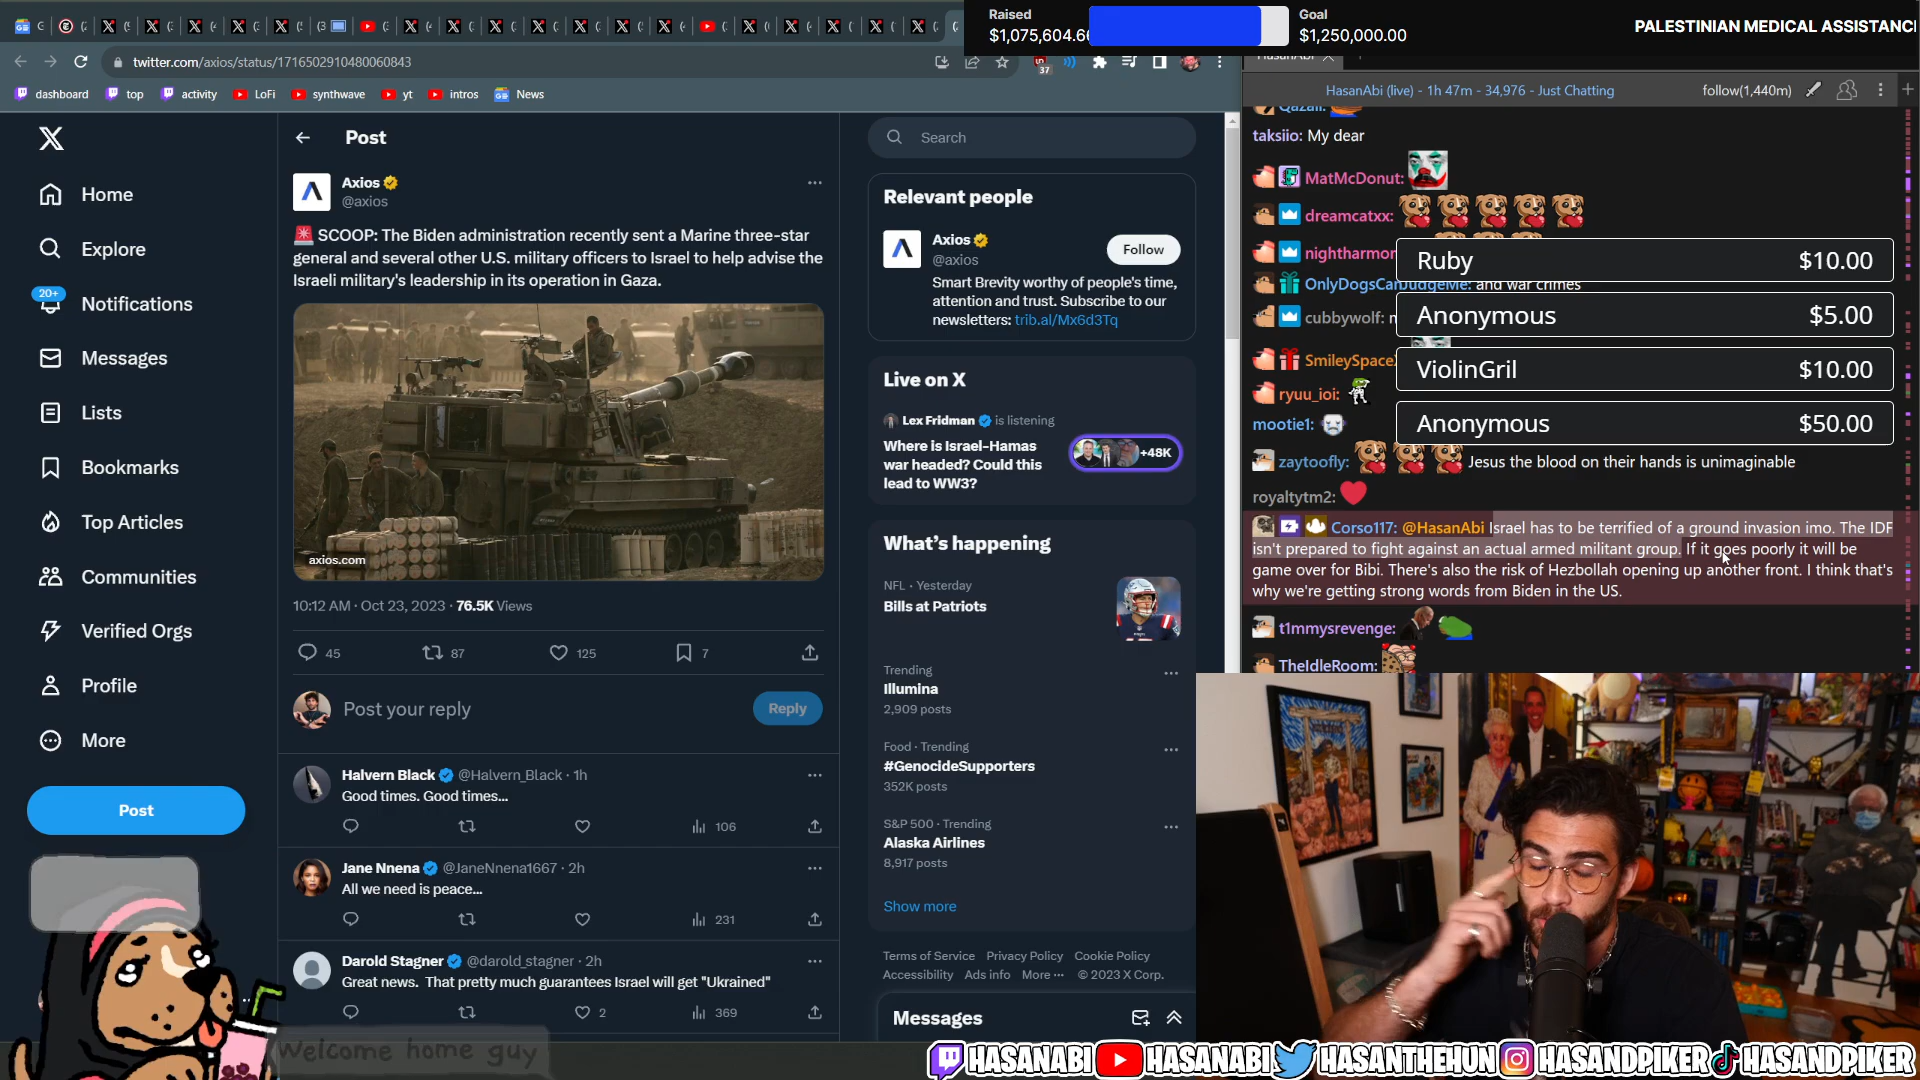 twitter.com/axios/status/1716502910480060843
dashboard
top
activity
LoFi
synthwave
yt
intros
News
Raised
$1,075,604.6
Goal
$1,250,000.00
PALESTINIAN MEDICAL ASSISTANC
Home
Explore
20+
Notifications
Messages
Lists
Bookmarks
Top Articles
Communities
Verified Orgs
Profile
More
Post
Post
Axios
@axios
SCOOP: The Biden administration recently sent a Marine three-star
general and several other U.S. military officers to Israel to help advise the
Israeli military's leadership in its operation in Gaza.
axios.com
10:12 AM · Oct 23, 2023 · 76.5K Views
45
87
125
7
Post your reply
Reply
Halvern Black @Halvern_Black · 1h
Good times. Good times...
106
Jane Nnena @JaneNnena1667 · 2h
All we need is peace...
231
Darold Stagner @darold_stagner · 2h
Great news. That pretty much guarantees Israel will get "Ukrained"
2
369
Search
Relevant people
Axios
@axios
Follow
Smart Brevity worthy of people's time,
attention and trust. Subscribe to our
newsletters: trib.al/Mx6d3Tq
Live on X
Lex Fridman is listening
Where is Israel-Hamas
war headed? Could this
lead to WW3?
+48K
What's happening
NFL · Yesterday
Bills at Patriots
Trending
Illumina
2,909 posts
Food · Trending
#GenocideSupporters
352K posts
S&P 500 · Trending
Alaska Airlines
8,917 posts
Show more
Terms of Service Privacy Policy Cookie Policy
Accessibility Ads info More ··· © 2023 X Corp.
Messages
37
HasanAbi
HasanAbi (live) - 1h 47m - 34,976 - Just Chatting
follow(1,440m)
Qazali:
taksiio: My dear
MatMcDonut:
dreamcatxx:
nightharmor
OnlyDogsCanJudgeMe: and war crimes
cubbywolf:
SmileySpace
ryuu_ioi:
mootie1:
zaytoofly: Jesus the blood on their hands is unimaginable
royaltytm2:
Corso117: @HasanAbi Israel has to be terrified of a ground invasion imo. The IDF
isn't prepared to fight against an actual armed militant group. If it goes poorly it will be
game over for Bibi. There's also the risk of Hezbollah opening up another front. I think that's
why we're getting strong words from Biden in the US.
t1mmysrevenge:
TheIdleRoom:
Ruby $10.00
Anonymous $5.00
ViolinGril $10.00
Anonymous $50.00
Welcome home guy
HASANABI HASANABI HASANTHEHUN HASANDPIKER HASANDPIKER